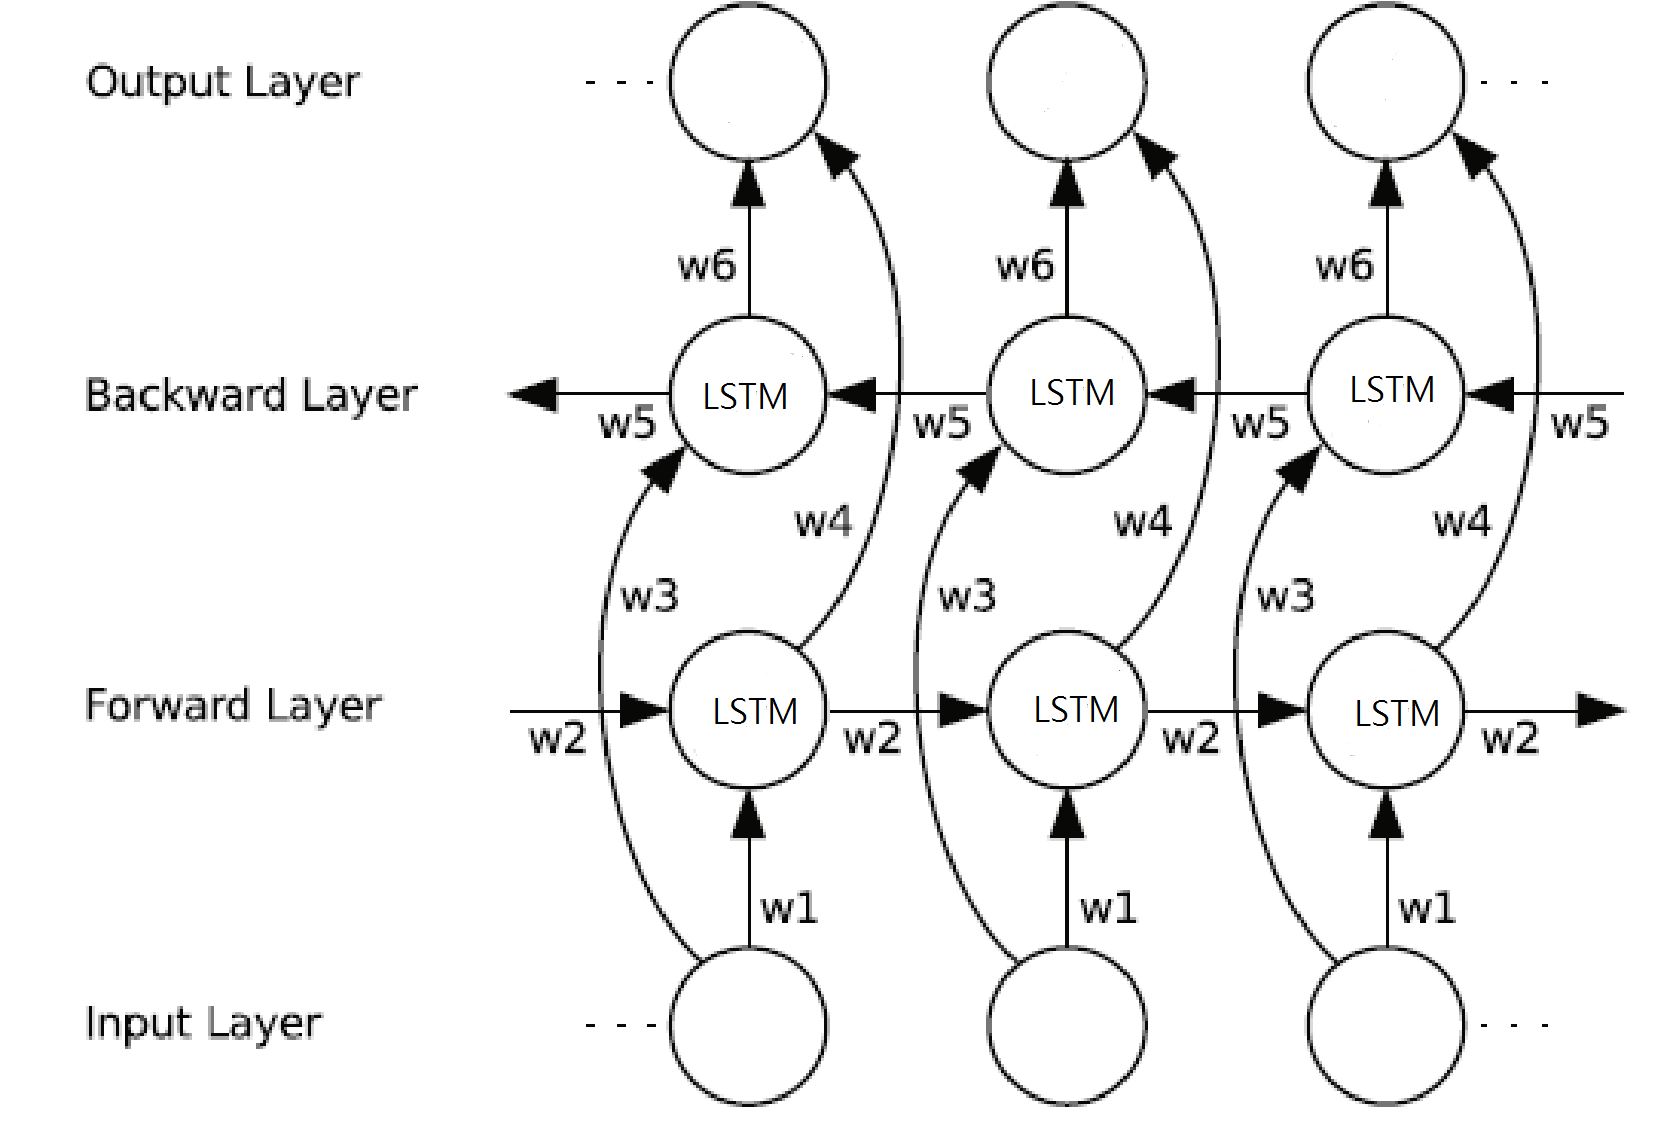 Output Layer
w6 w6 w6
Backward Layer
LSTM LSTM LSTM
w5 w5 w5 w5
w4 w4 w4
w3 w3 w3
Forward Layer
LSTM LSTM LSTM
w2 w2 w2 w2
w1 w1 w1
Input Layer